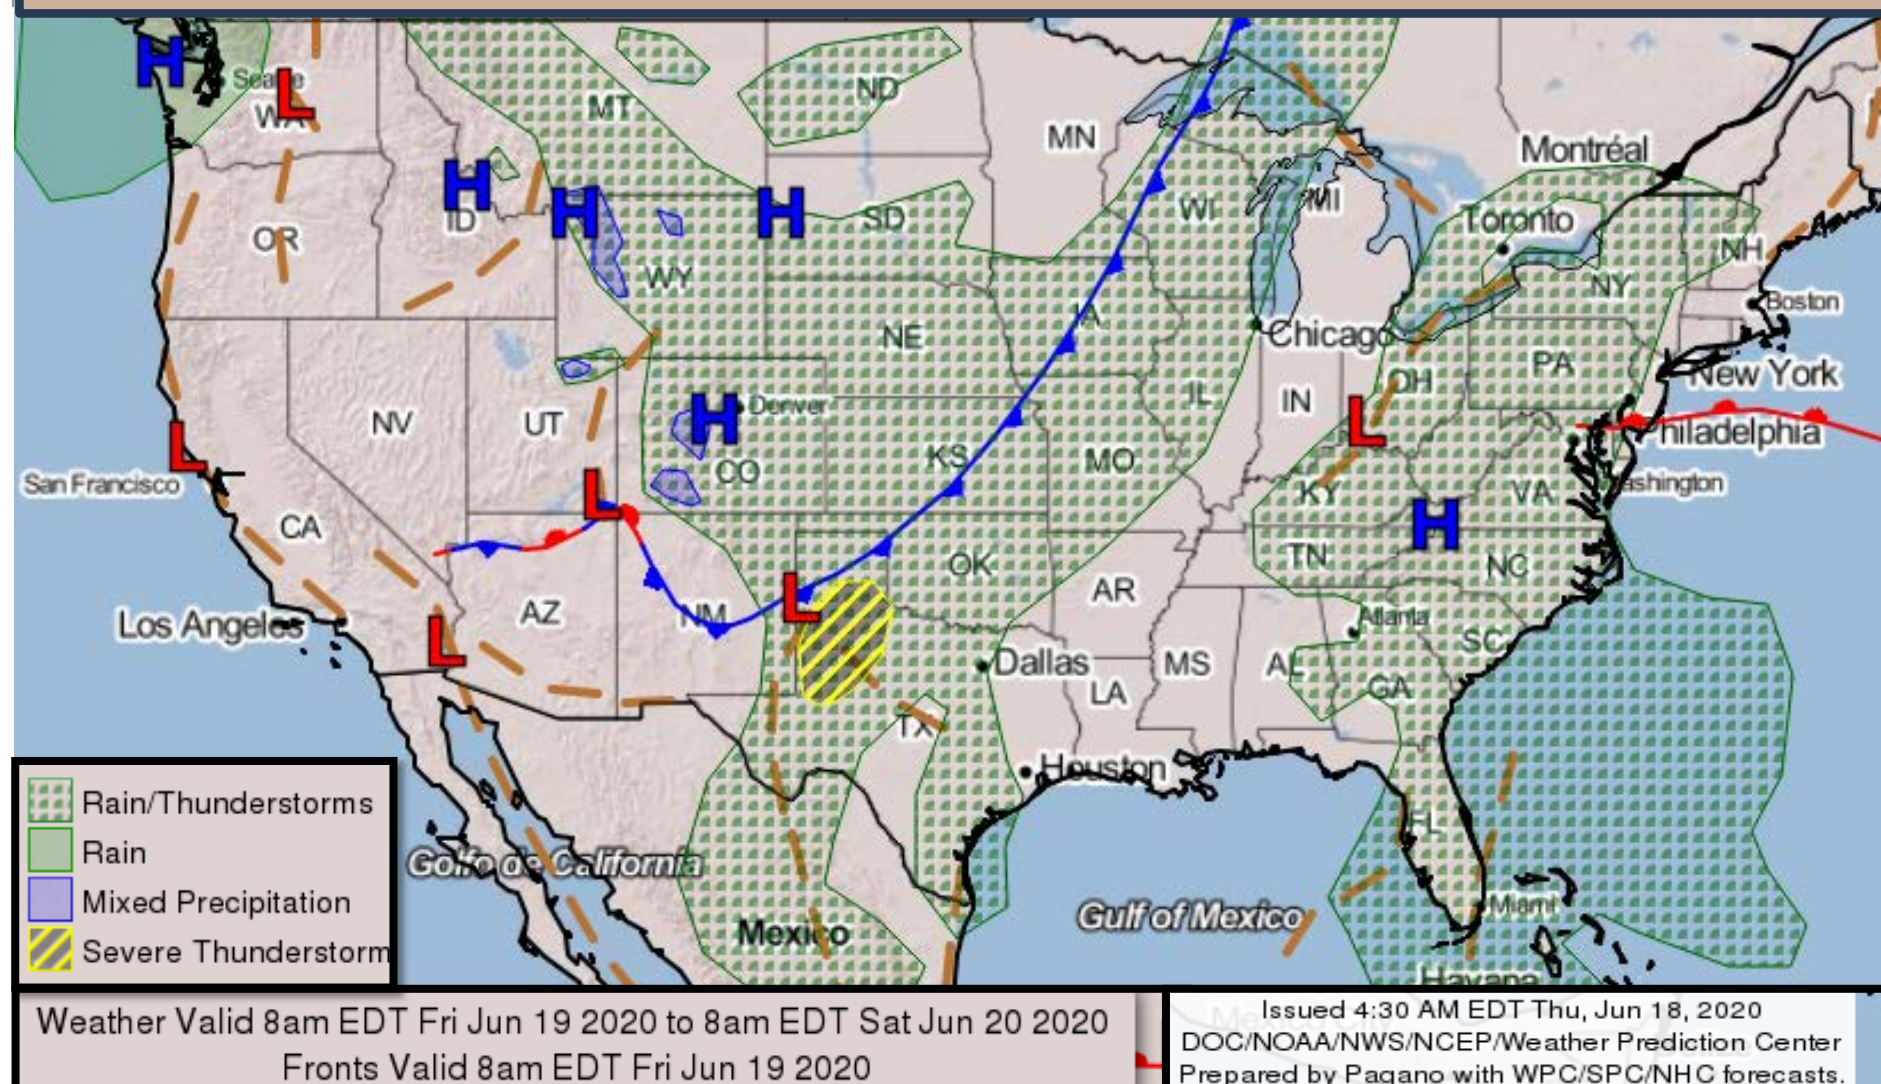 H
Seattle
L
WA
MT
ND
MN
Montréal
H
ID
H
H
SD
WI
MI
Toronto
NH
OR
WY
NY
Boston
NE
IA
Chicago
PA
New York
OH
NV
UT
H
Denver
IL
IN
L
Philadelphia
L
San Francisco
CO
KS
MO
KY
VA
Washington
L
CA
H
TN
NC
OK
AR
L
NM
AZ
Los Angeles
L
Atlanta
SC
Dallas
MS
AL
LA
GA
TX
Houston
FL
Golfo de California
Mexico
Gulf of Mexico
Miami
Havana
Rain/Thunderstorms
Rain
Mixed Precipitation
Severe Thunderstorm
Weather Valid 8am EDT Fri Jun 19 2020 to 8am EDT Sat Jun 20 2020
Fronts Valid 8am EDT Fri Jun 19 2020
Mexico City
Issued 4:30 AM EDT Thu, Jun 18, 2020
DOC/NOAA/NWS/NCEP/Weather Prediction Center
Prepared by Pagano with WPC/SPC/NHC forecasts.